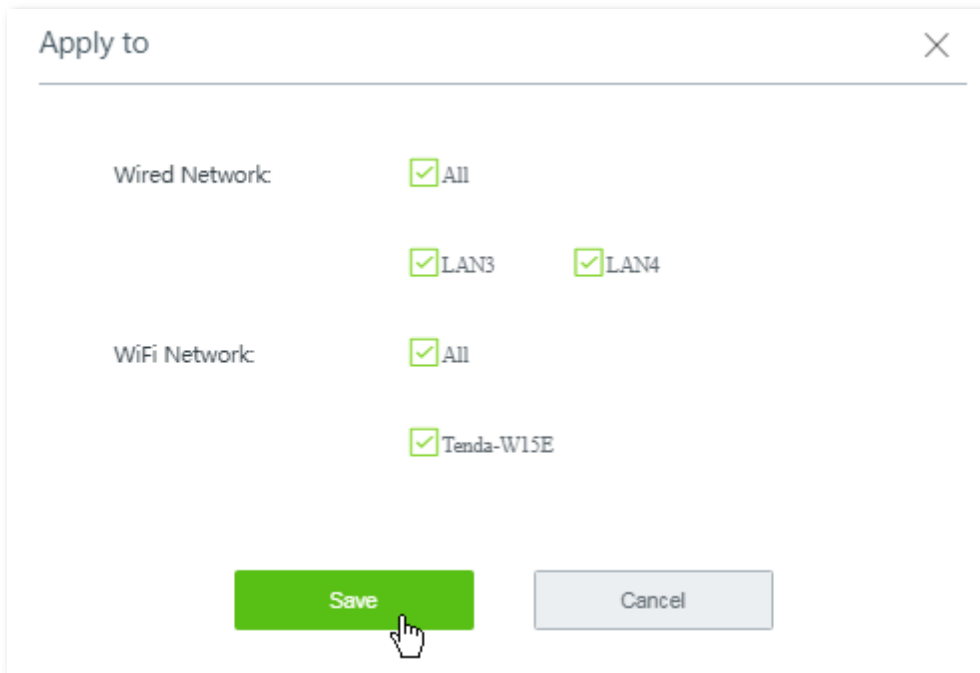 Apply to
Wired Network: All
LAN3 LAN4
WiFi Network: All
Tenda-W15E
Save Cancel